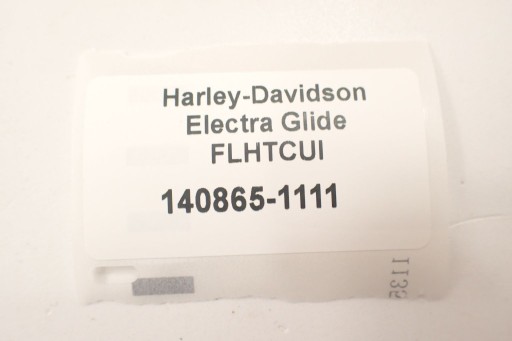 Harley-Davidson
Electra Glide
FLHTCUI
140865-1111